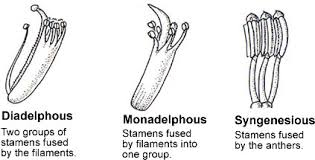 Diadelphous
Two groups of
stamens fused
by the filaments.
Monadelphous
Stamens fused
by filaments into
one group.
Syngenesious
Stamens fused
by the anthers.